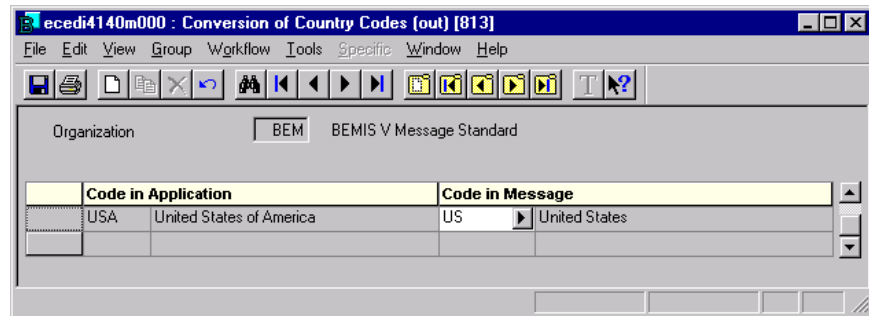 B ecedi4140m000 : Conversion of Country Codes (out) [813]
File Edit View Group Workflow Tools Specific Window Help
T ?
Organization BEM BEMIS V Message Standard
Code in Application Code in Message
USA United States of America US United States